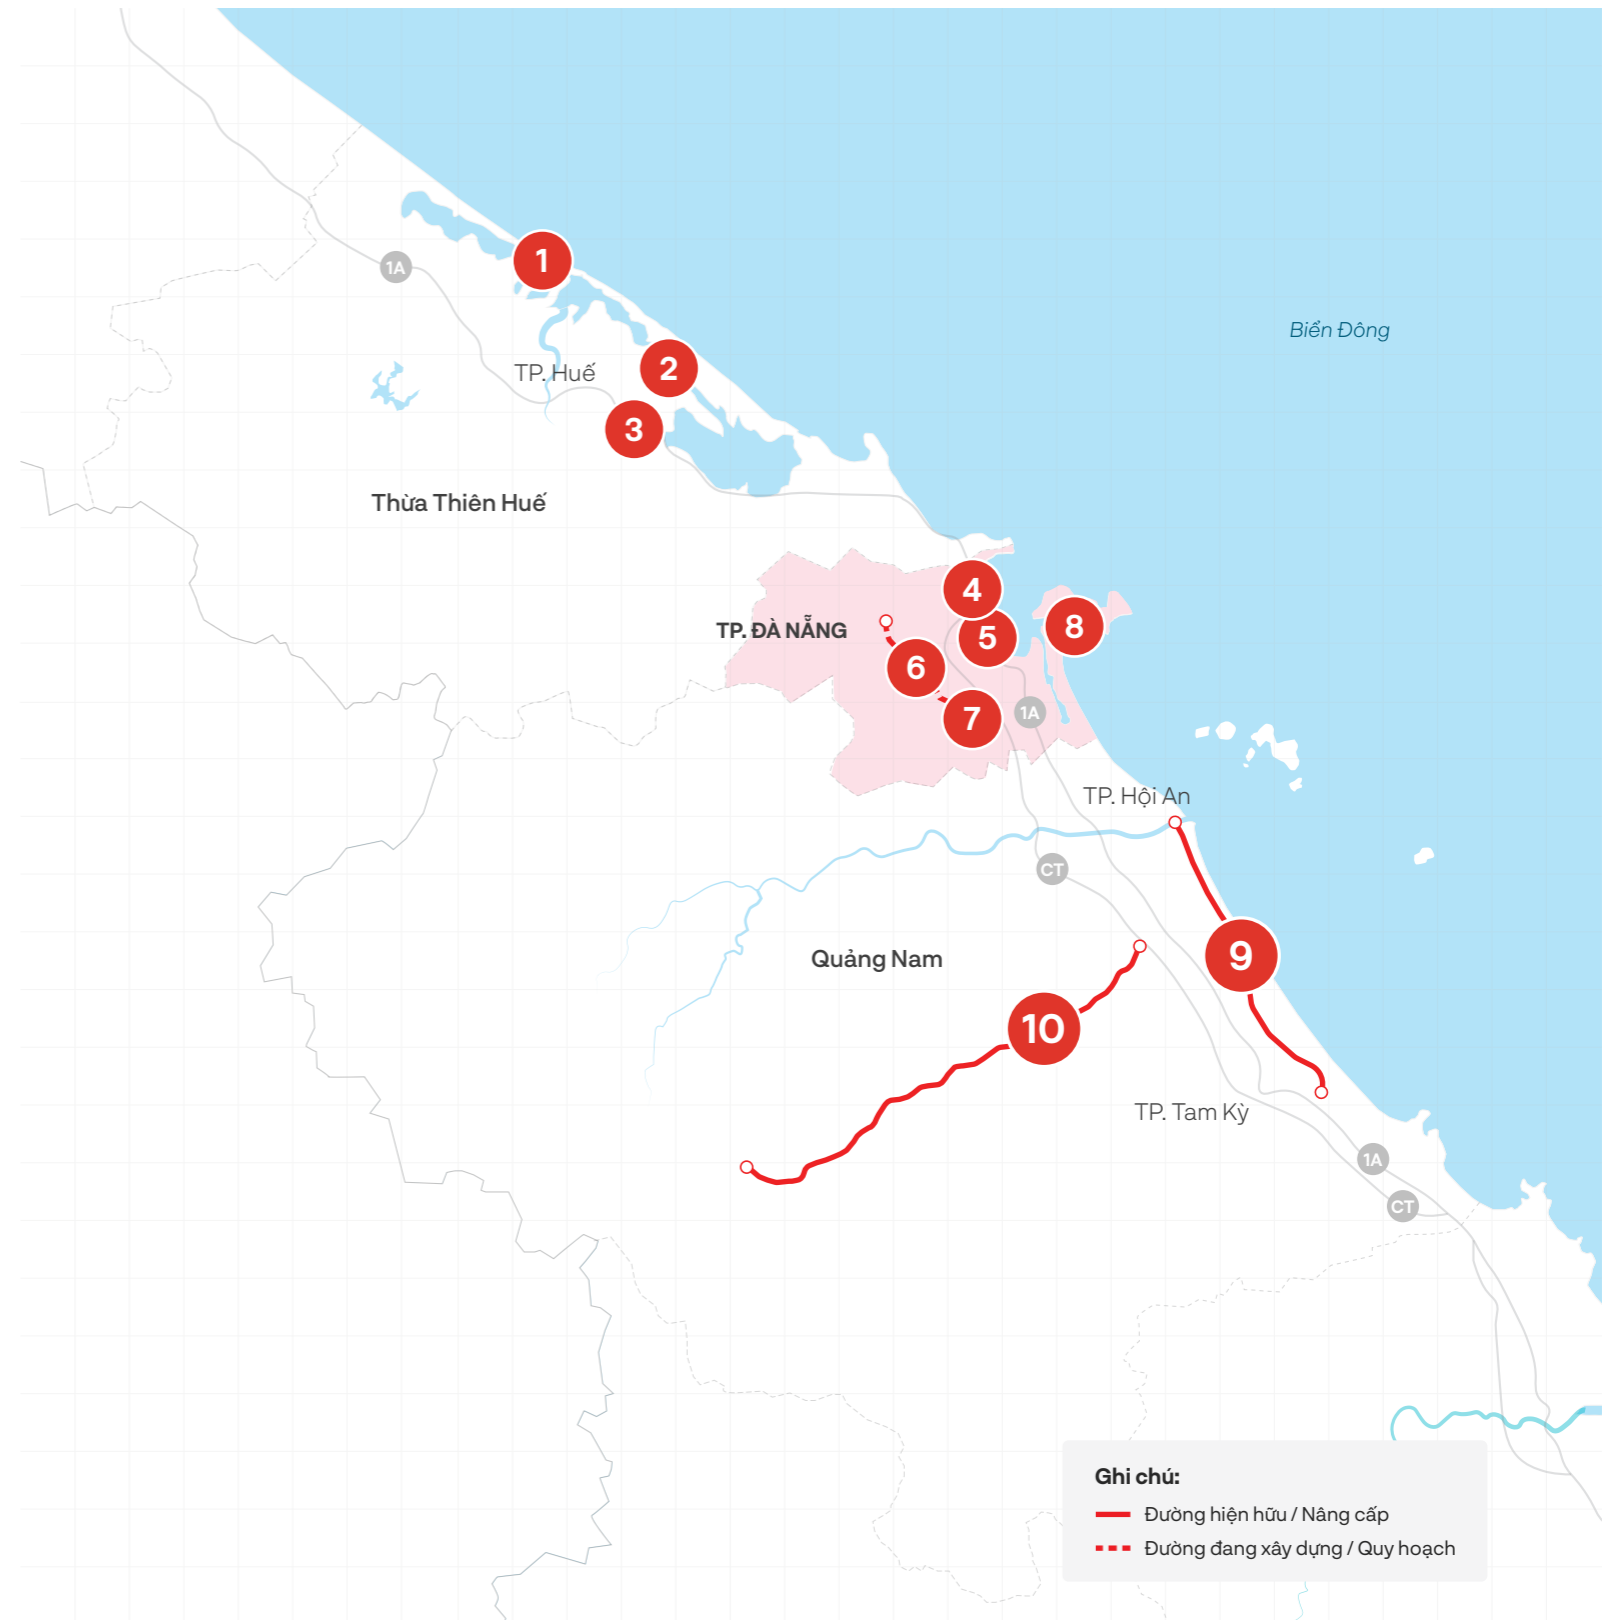 1
1A
Biển Đông
2
TP. Huế
3
Thừa Thiên Huế
4
8
TP. ĐÀ NẴNG
5
6
1A
7
TP. Hội An
CT
9
Quảng Nam
10
TP. Tam Kỳ
1A
CT
Ghi chú:
Đường hiện hữu / Nâng cấp
Đường đang xây dựng / Quy hoạch